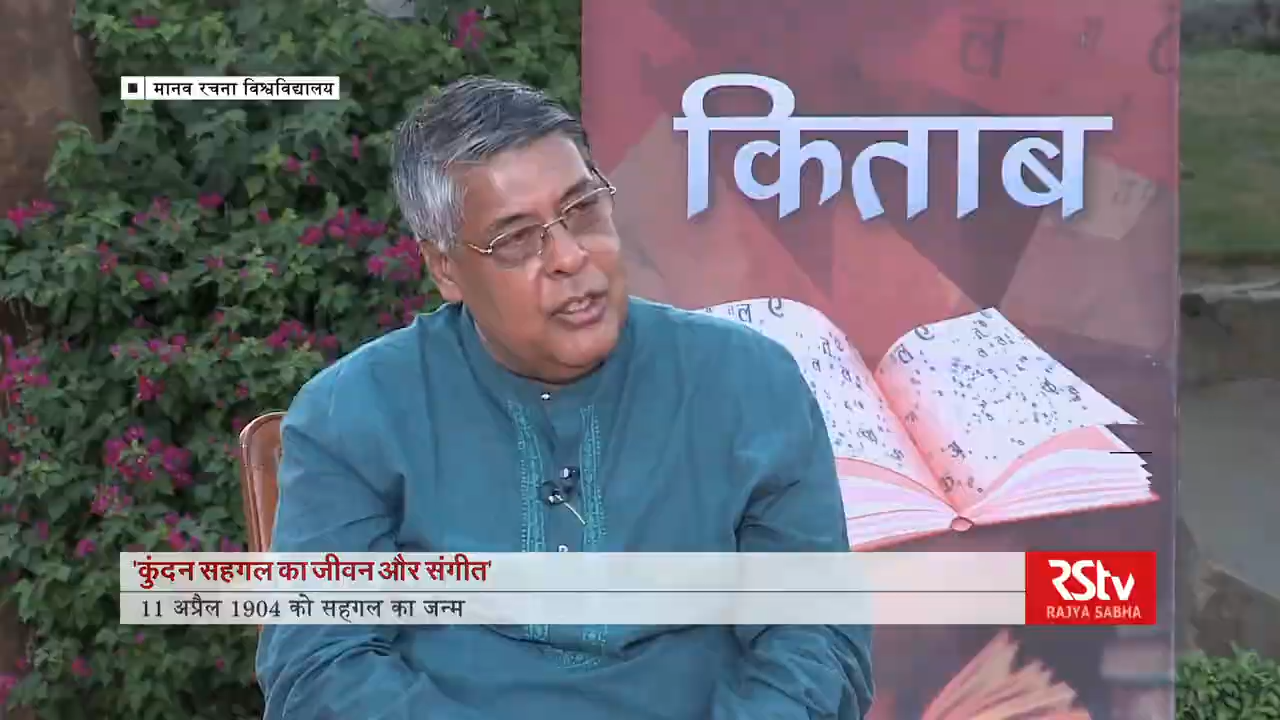 मानव रचना विश्वविद्यालय
किताब
'कुंदन सहगल का जीवन और संगीत'
11 अप्रैल 1904 को सहगल का जन्म
RSTV
RAJYA SABHA